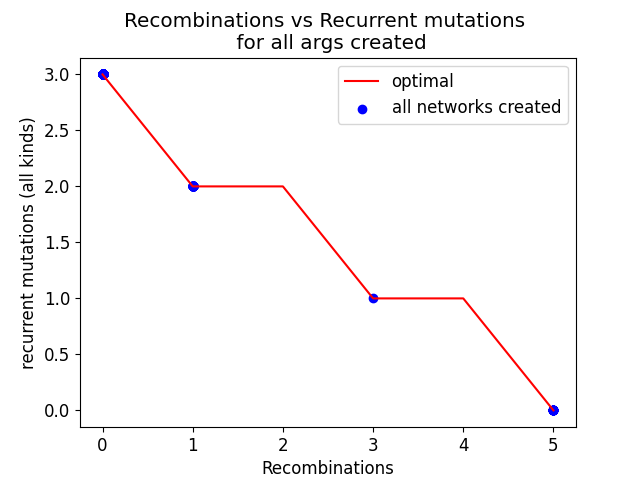 Recombinations vs Recurrent mutations
for all args created
optimal
all networks created
recurrent mutations (all kinds)
3.0
2.5
2.0
1.5
1.0
0.5
0.0
0 1 2 3 4 5
Recombinations